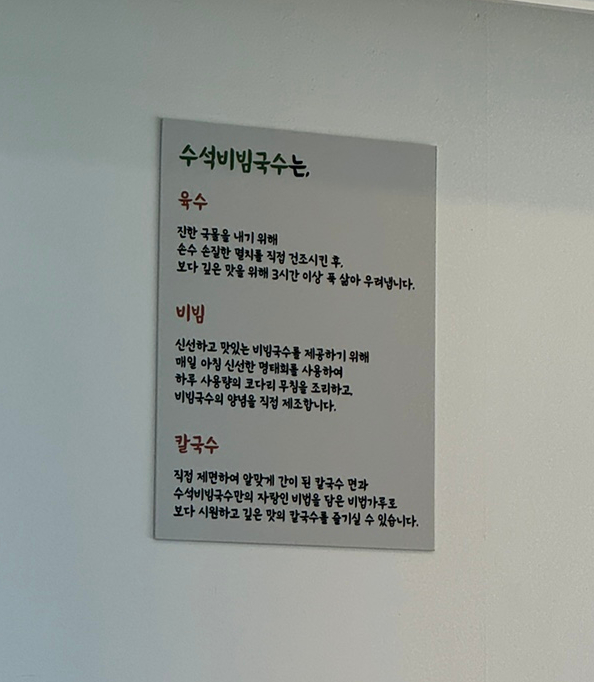 수석비빔국수는,
육수
진한 국물을 내기 위해
손수 손질한 멸치를 직접 건조시킨 후,
보다 깊은 맛을 위해 3시간 이상 푹 삶아 우려냅니다.
비빔
신선하고 맛있는 비빔국수를 제공하기 위해
매일 아침 신선한 명태회를 사용하여
하루 사용량의 코다리 무침을 조리하고,
비빔국수의 양념을 직접 제조합니다.
칼국수
직접 제면하여 알맞게 간이 된 칼국수 면과
수석비빔국수만의 자랑인 비법을 담은 비법가루로
보다 시원하고 깊은 맛의 칼국수를 즐기실 수 있습니다.